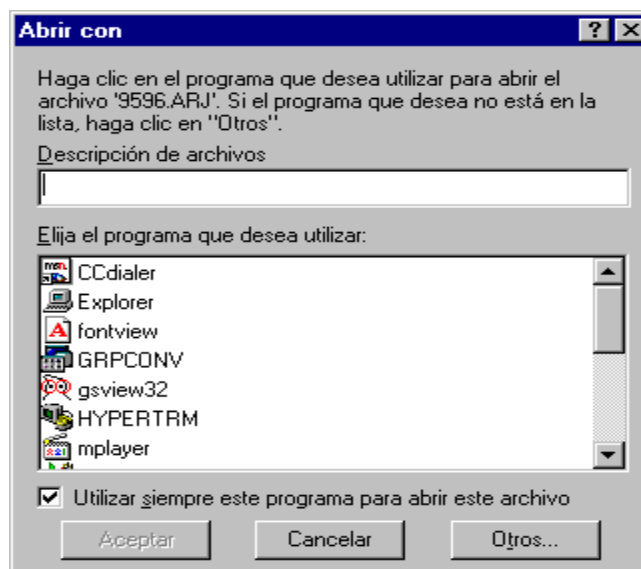 Abrir con
Haga clic en el programa que desea utilizar para abrir el
archivo '9596.ARJ'. Si el programa que desea no está en la
lista, haga clic en "Otros".
Descripción de archivos
Elija el programa que desea utilizar:
CCdialer
Explorer
fontview
GRPCONV
gsview32
HYPERTRM
mplayer
Utilizar siempre este programa para abrir este archivo
Aceptar Cancelar Otros...